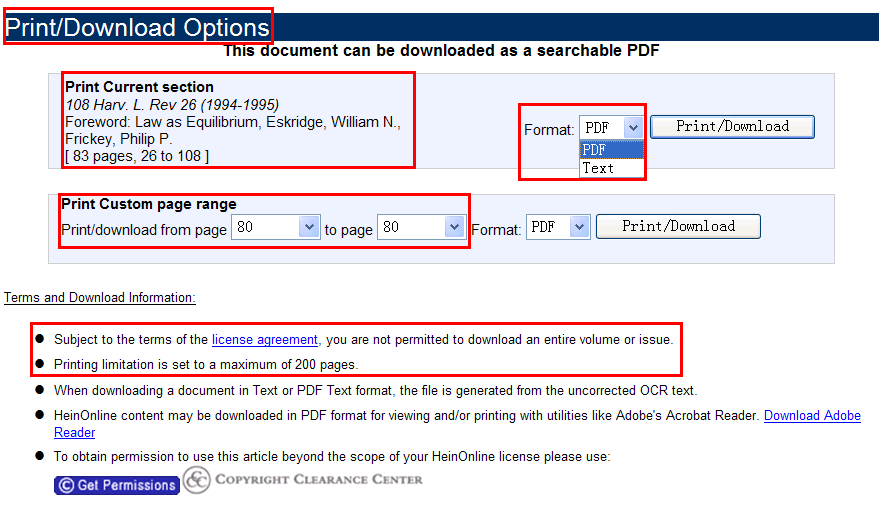 Print/Download Options
This document can be downloaded as a searchable PDF
Print Current section
108 Harv. L. Rev 26 (1994-1995)
Foreword: Law as Equilibrium, Eskridge, William N.,
Frickey, Philip P.
[ 83 pages, 26 to 108 ]
Format: PDF Print/Download
PDF
Text
Print Custom page range
Print/download from page 80 to page 80 Format: PDF Print/Download
Terms and Download Information:
Subject to the terms of the license agreement, you are not permitted to download an entire volume or issue.
Printing limitation is set to a maximum of 200 pages.
When downloading a document in Text or PDF Text format, the file is generated from the uncorrected OCR text.
HeinOnline content may be downloaded in PDF format for viewing and/or printing with utilities like Adobe's Acrobat Reader. Download Adobe
Reader
To obtain permission to use this article beyond the scope of your HeinOnline license please use:
© Get Permissions CCC COPYRIGHT CLEARANCE CENTER